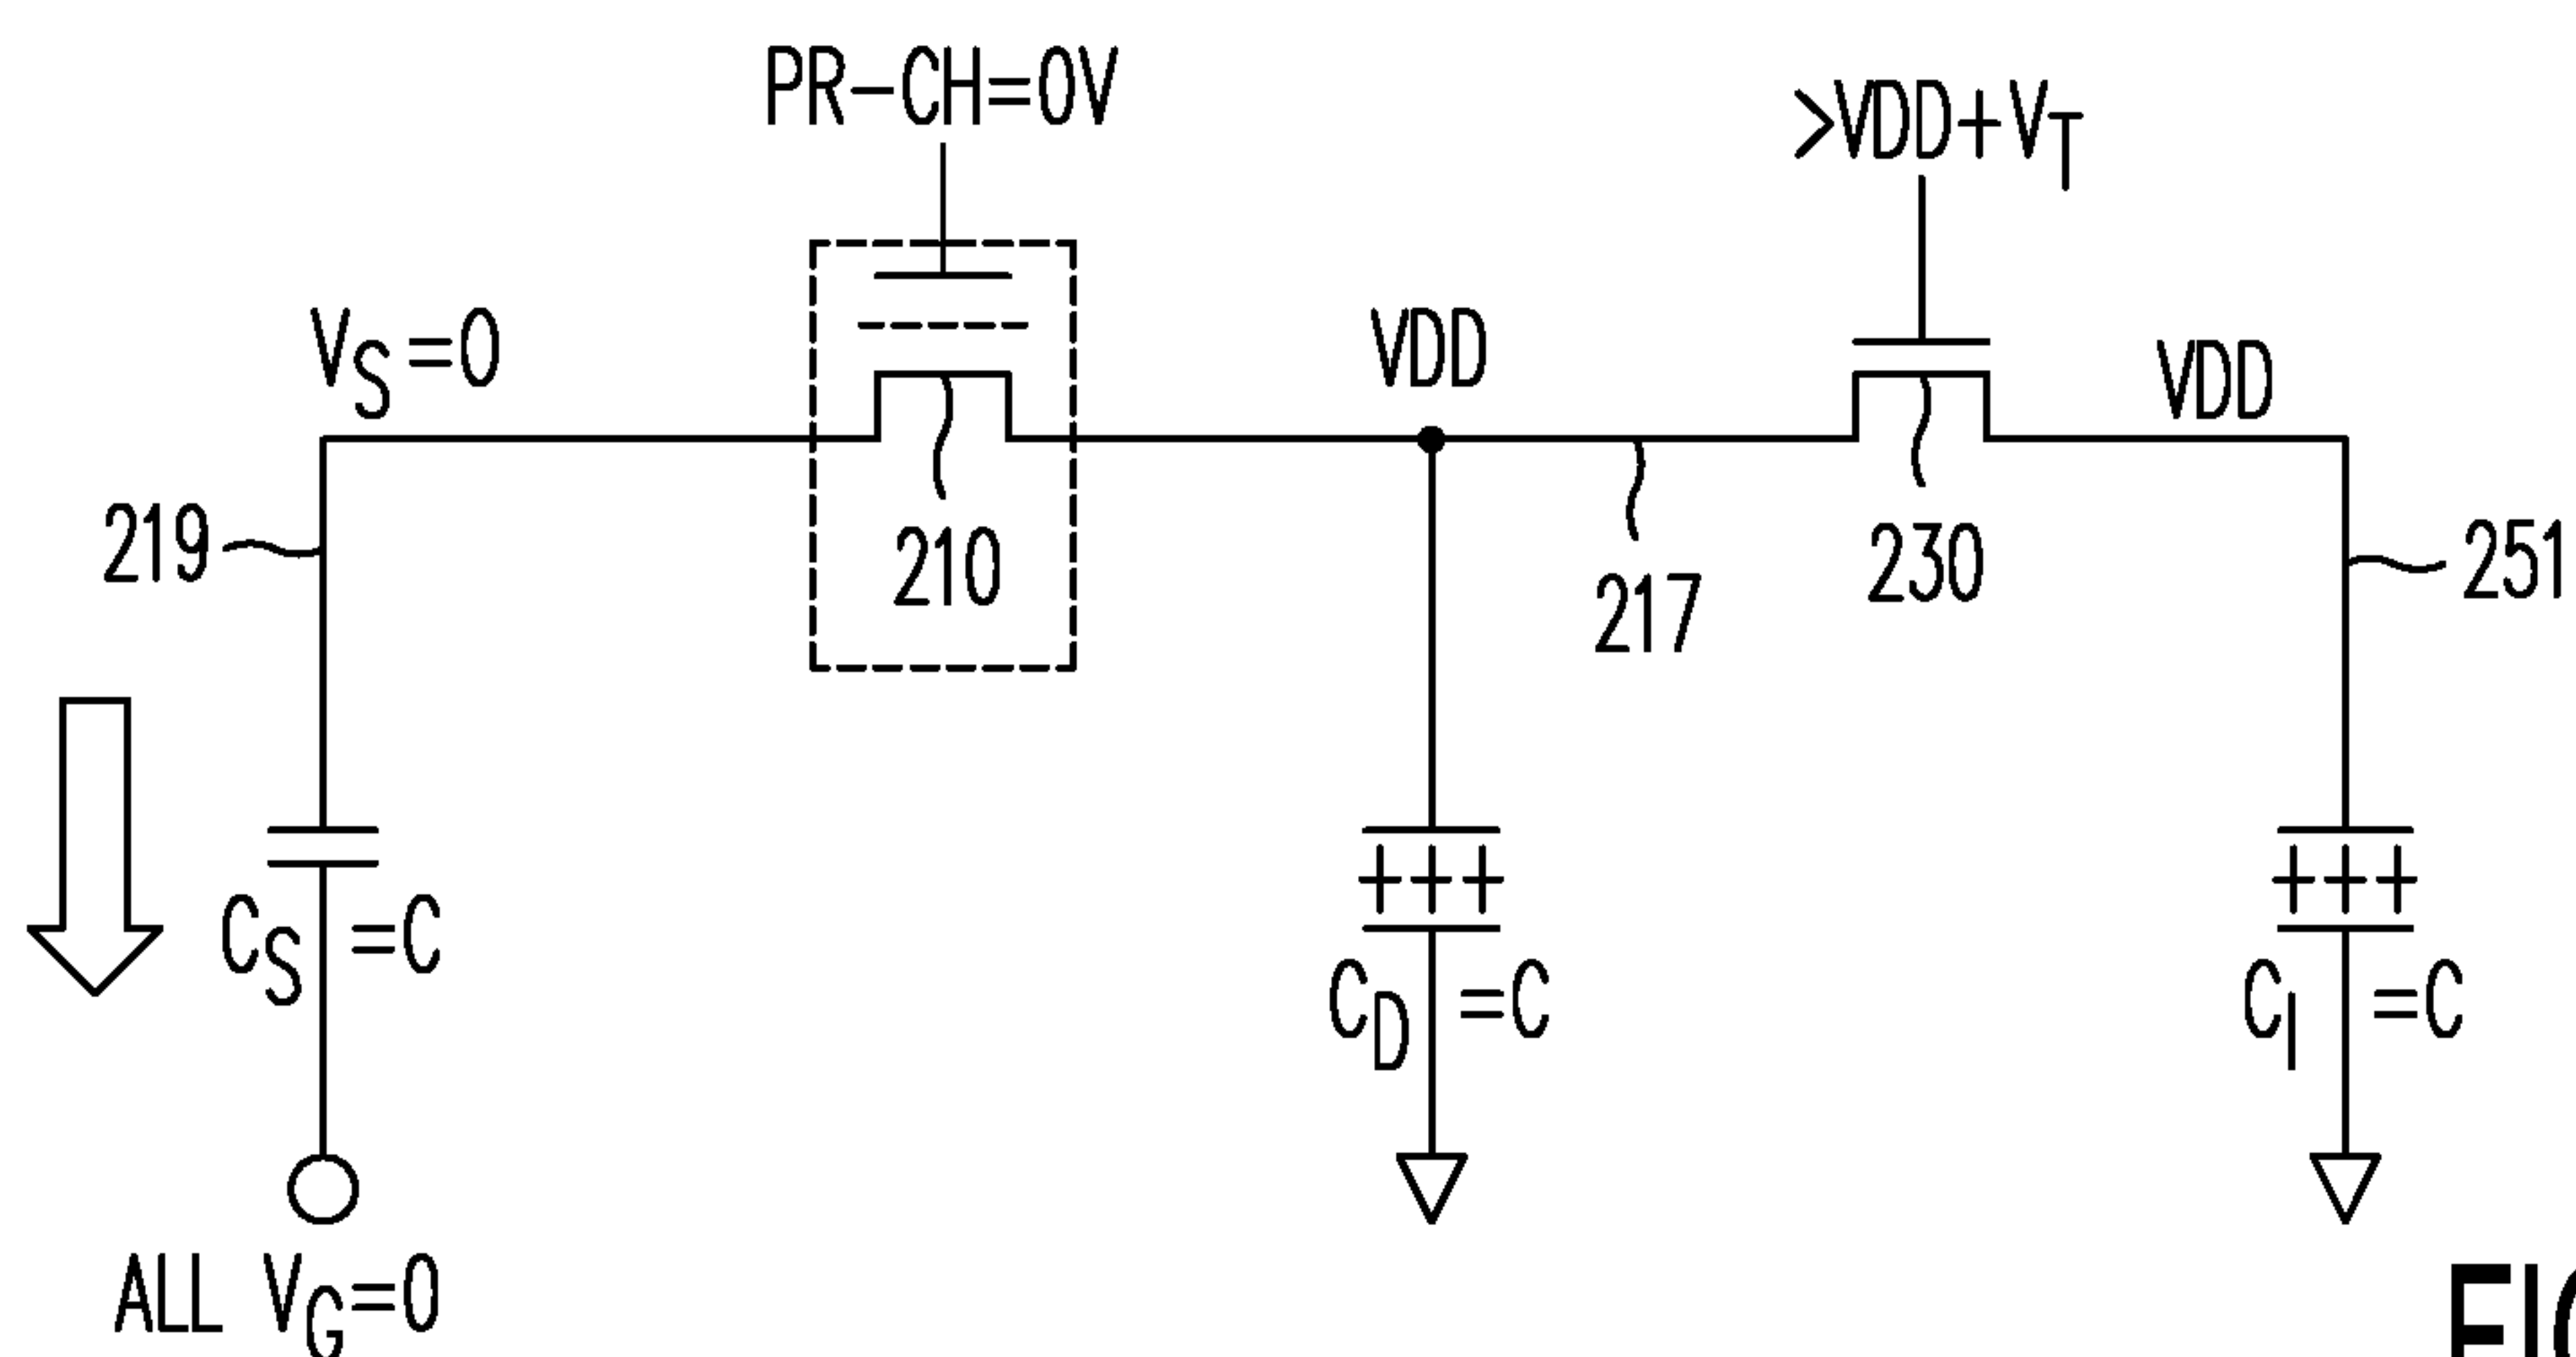 PR-CH=0V
>VDD+VT
VS=0
VDD
VDD
219
210
217
230
251
CS=C
CD=C
CI=C
ALL VG=0